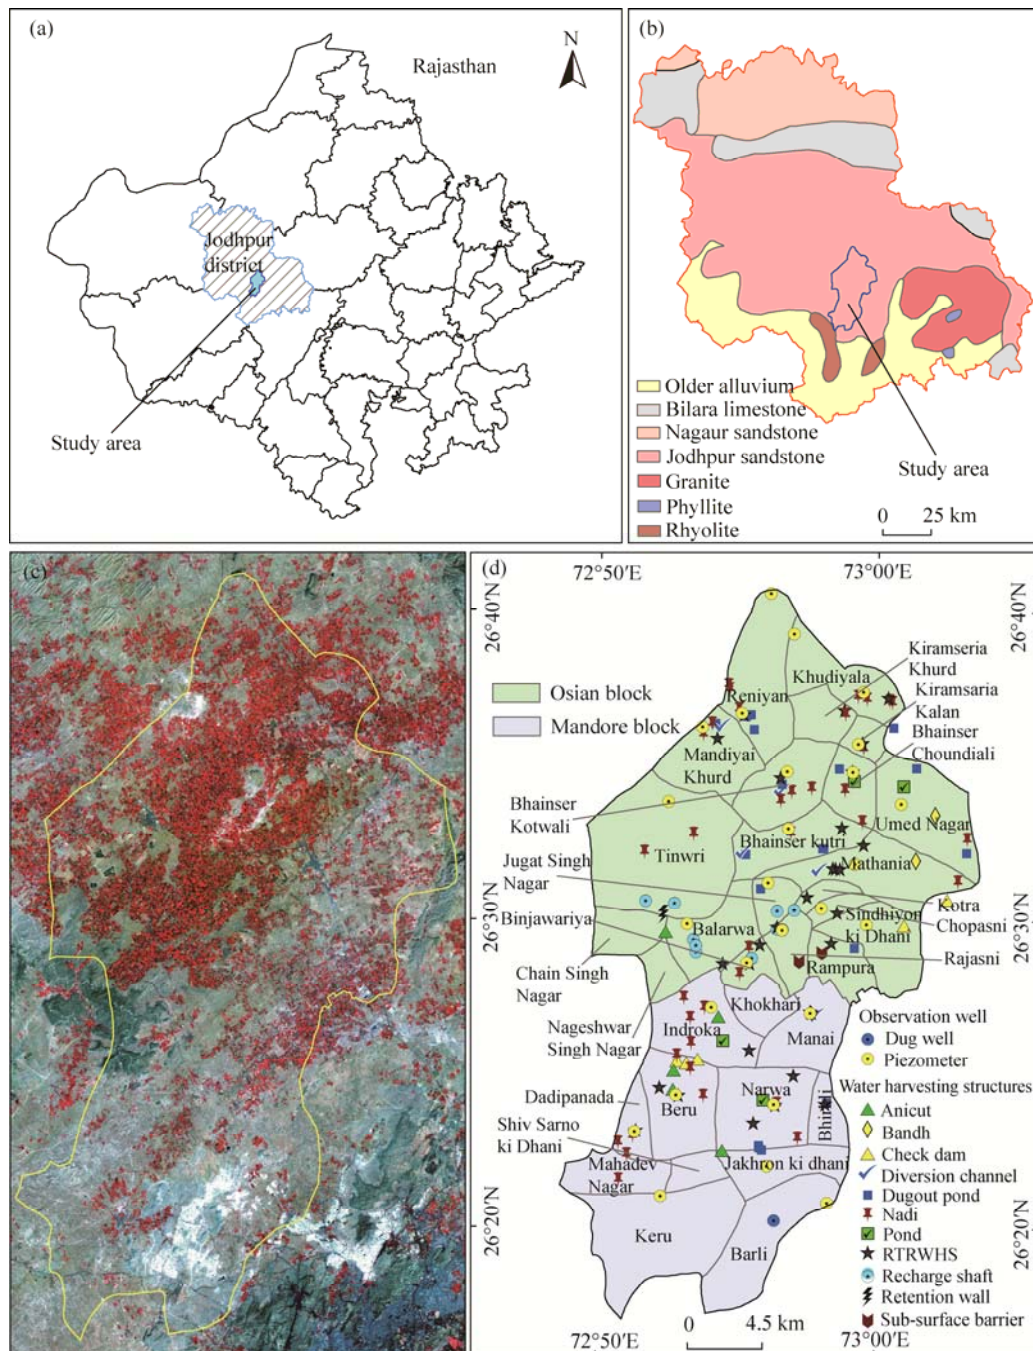 (a)
N
Rajasthan
Jodhpur
district
Study area
(b)
Older alluvium
Bilara limestone
Nagaur sandstone
Jodhpur sandstone
Granite
Phyllite
Rhyolite
Study area
0 25 km
(c)
(d)
72°50′E 73°00′E
26°40′N 26°40′N
Osian block
Mandore block
Khudiyala
Reniyan
Kiramseria
Khurd
Kiramsaria
Kalan
Bhainser
Choundiali
Mandiyai
Khurd
Bhainser
Kotwali
Umed Nagar
Bhainser kutri
Tinwri
Mathania
Jugat Singh
Nagar
Binjawariya
26°30′N 26°30′N
Kotra
Chopasni
Sindhiyon
ki Dhani
Balarwa
Rajasni
Rampura
Chain Singh
Nagar
Nageshwar
Singh Nagar
Khokhari
Indroka
Manai
Observation well
Dug well
Piezometer
Water harvesting structures
Anicut
Bandh
Check dam
Diversion channel
Dugout pond
Nadi
Pond
RTRWHS
Recharge shaft
Retention wall
Sub-surface barrier
Dadipanada
Beru
Narwa
Shiv Sarno
ki Dhani
Mahadev
Nagar
Jakhron ki dhani
26°20′N 26°20′N
Keru
Barli
72°50′E 73°00′E
0 4.5 km